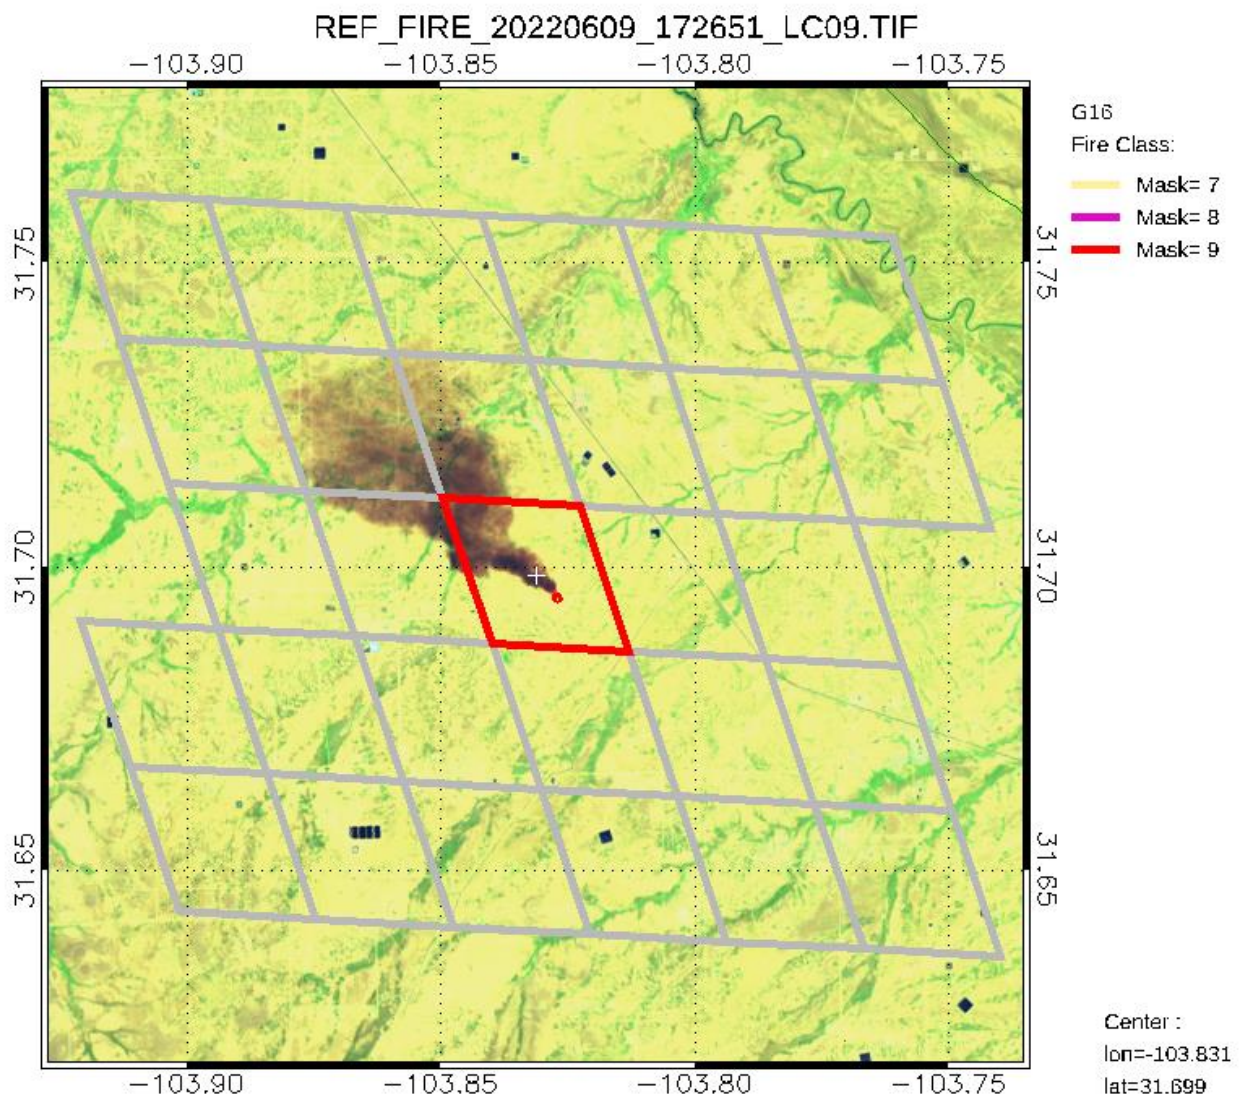 REF_FIRE_20220609_172651_LC09.TIF
−103.90 −103.85 −103.80 −103.75
G16
Fire Class:
Mask= 7
Mask= 8
Mask= 9
31.75 31.75
31.70 31.70
31.65 31.65
Center :
lon=-103.831
lat=31.699
−103.90 −103.85 −103.80 −103.75